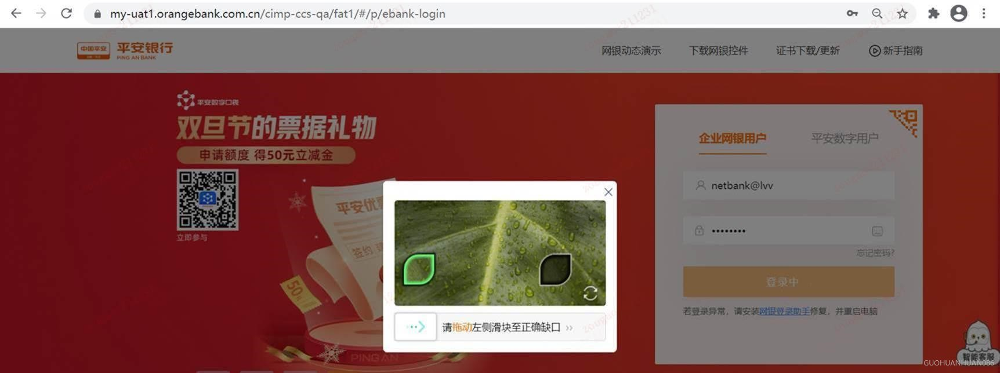 my-uat1.orangebank.com.cn/cimp-ccs-qa/fat1/#/p/ebank-login
中国平安 平安银行
PING AN BANK
网银动态演示 下载网银控件 证书下载/更新 新手指南
平安数字口袋
双旦节的票据礼物
申请额度 得50元立减金
立即参与
平安优
签约
50元
PING AN
请拖动左侧滑块至正确缺口 ››
企业网银用户 平安数字用户
netbank@lvv
••••••••
忘记密码?
登录中
若登录异常，请安装网银登录助手修复，并重启电脑
智能客服
GUOHUANHUAN086